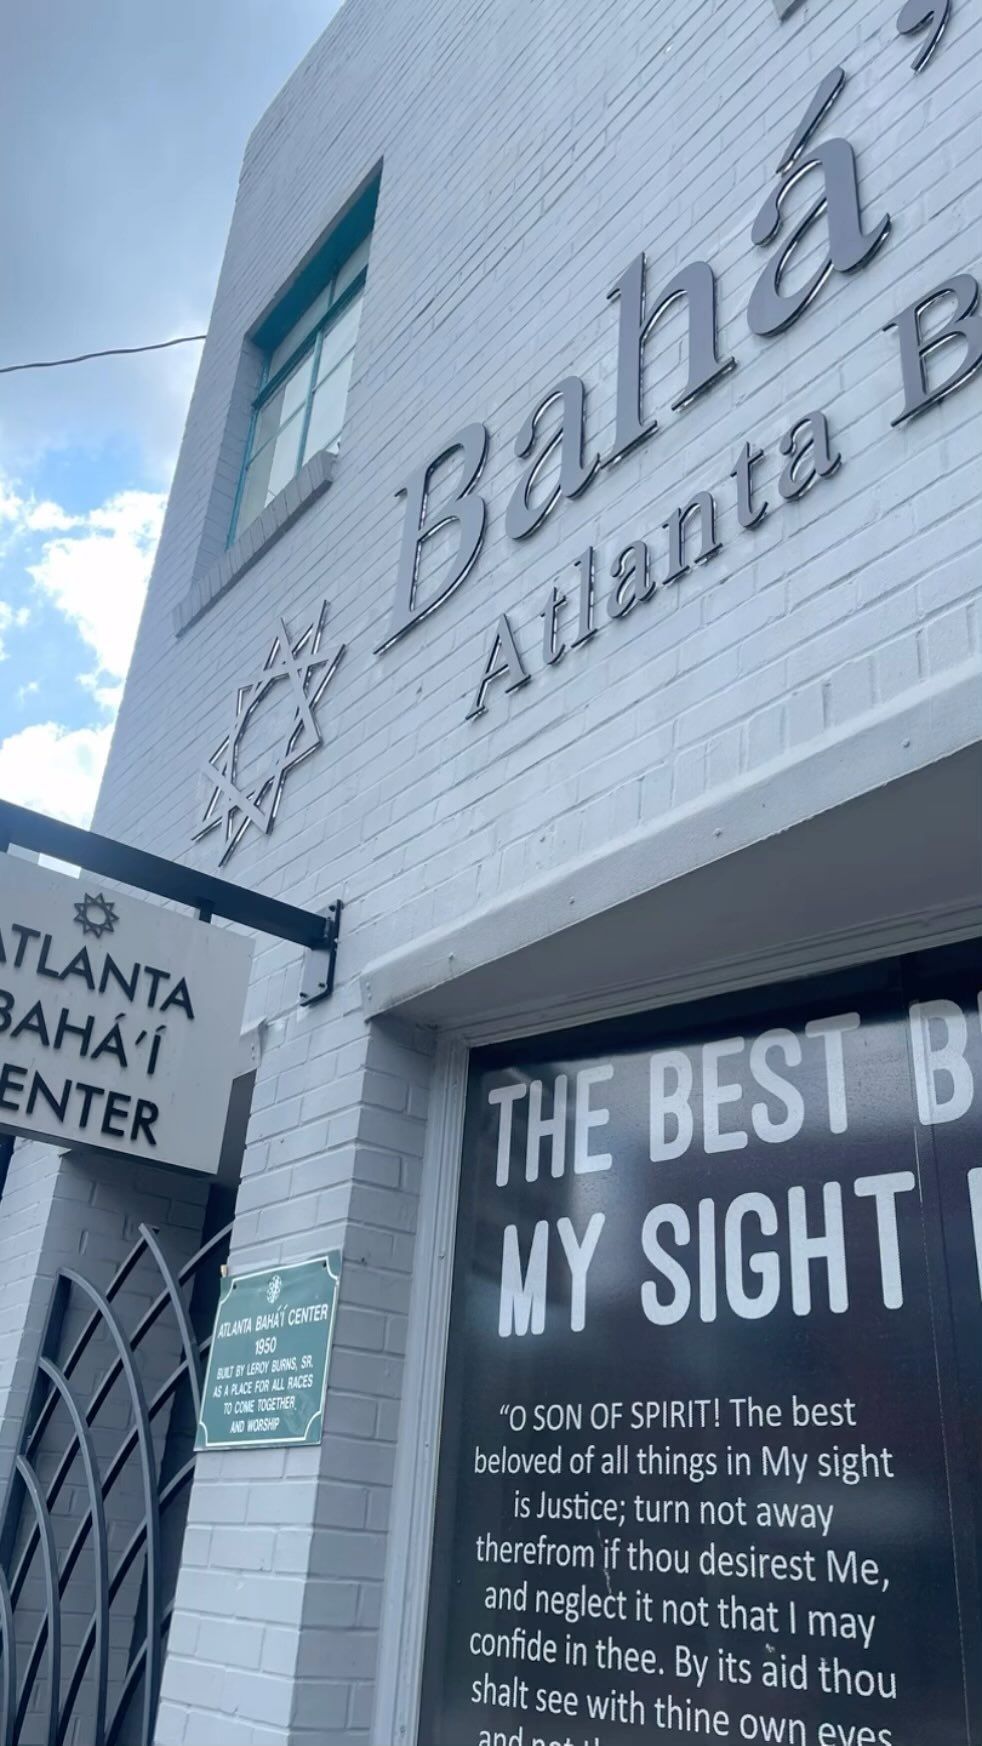 Bahá'
Atlanta B
ATLANTA
BAHÁ'Í
CENTER
THE BEST B
MY SIGHT
ATLANTA BAHÁ'Í CENTER
1950
BUILT BY LEROY BURNS, SR.
AS A PLACE FOR ALL RACES
TO COME TOGETHER,
AND WORSHIP
"O SON OF SPIRIT! The best
beloved of all things in My sight
is Justice; turn not away
therefrom if thou desirest Me,
and neglect it not that I may
confide in thee. By its aid thou
shalt see with thine own eyes
and not